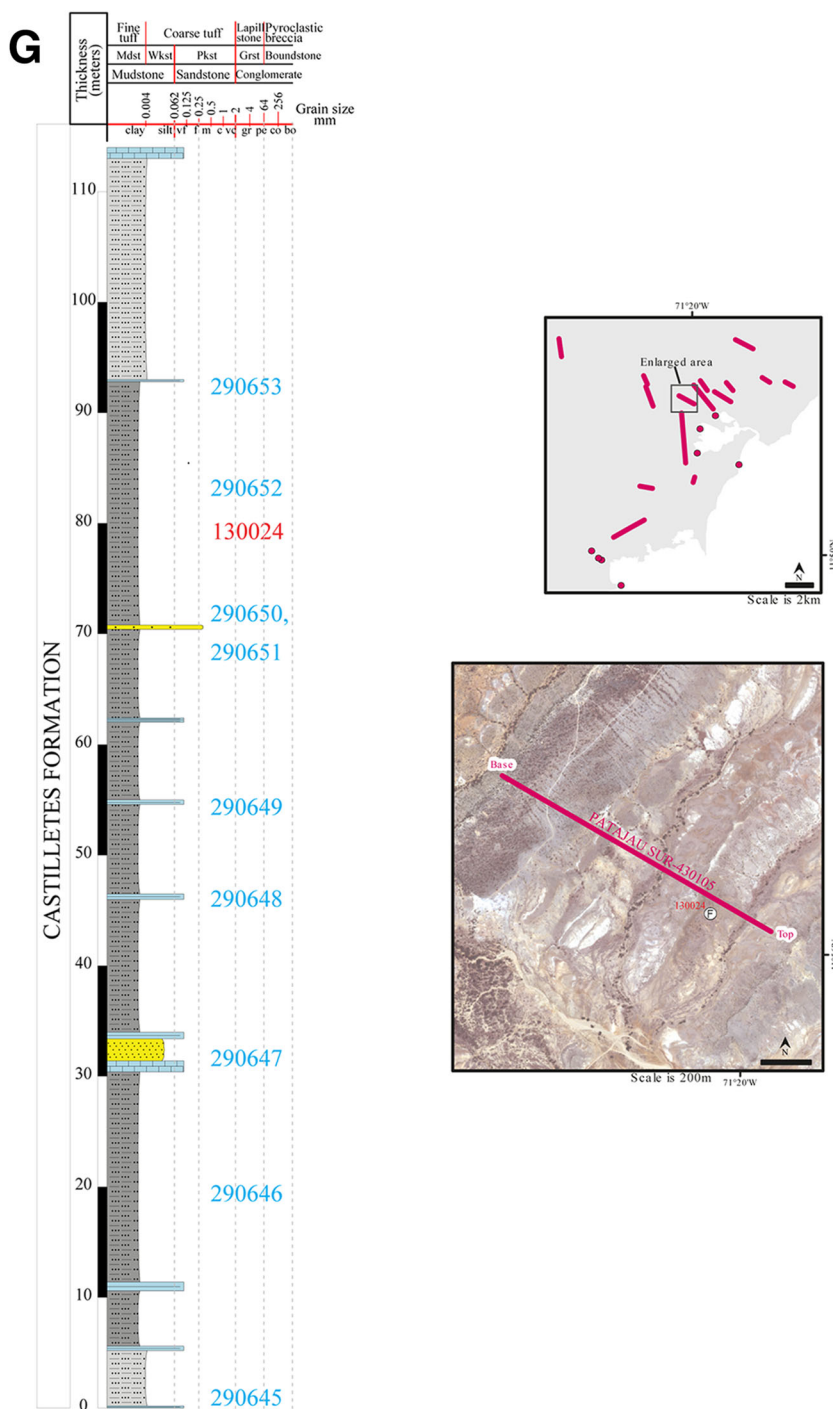 G
Thickness
(meters)
Fine
tuff
Coarse tuff
Lapilli
stone
Pyroclastic
breccia
Mdst
Wkst
Pkst
Grst
Boundstone
Mudstone
Sandstone
Conglomerate
0.004
0.062
0.125
0.25
0.5
1
2
4
64
256
Grain size
mm
clay
silt
vf
f
m
c
vc
gr
pe
co
bo
110
100
90
80
70
60
50
40
30
20
10
0
CASTILLETES FORMATION
290653
290652
130024
290650,
290651
290649
290648
290647
290646
290645
71°20'W
Enlarged area
N
Scale is 2km
Base
PATAJAU SUR-430105
130024
F
Top
N
Scale is 200m
71°20'W